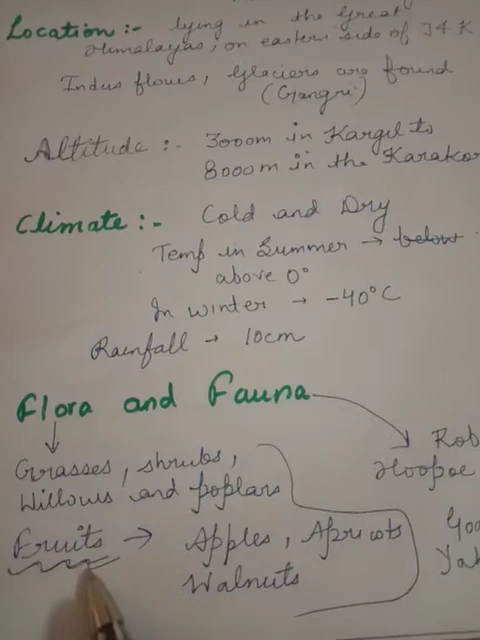 Location :- lying in the Great
Himalayas, on eastern side of J4 K
Indus flows, Glaciers are found
(Gangri)
Altitude :- 3000m in Kargil to
8000m in the Karakor
Climate :- Cold and Dry
Temp in Summer → below
above 0°
In winter → -40°C
Rainfall → 10cm
Flora and Fauna
Grasses, shrubs,
Willows and poplars
Rob
Hoopoe
Fruits → Apples, Apricots
Walnuts
Goa
Yak